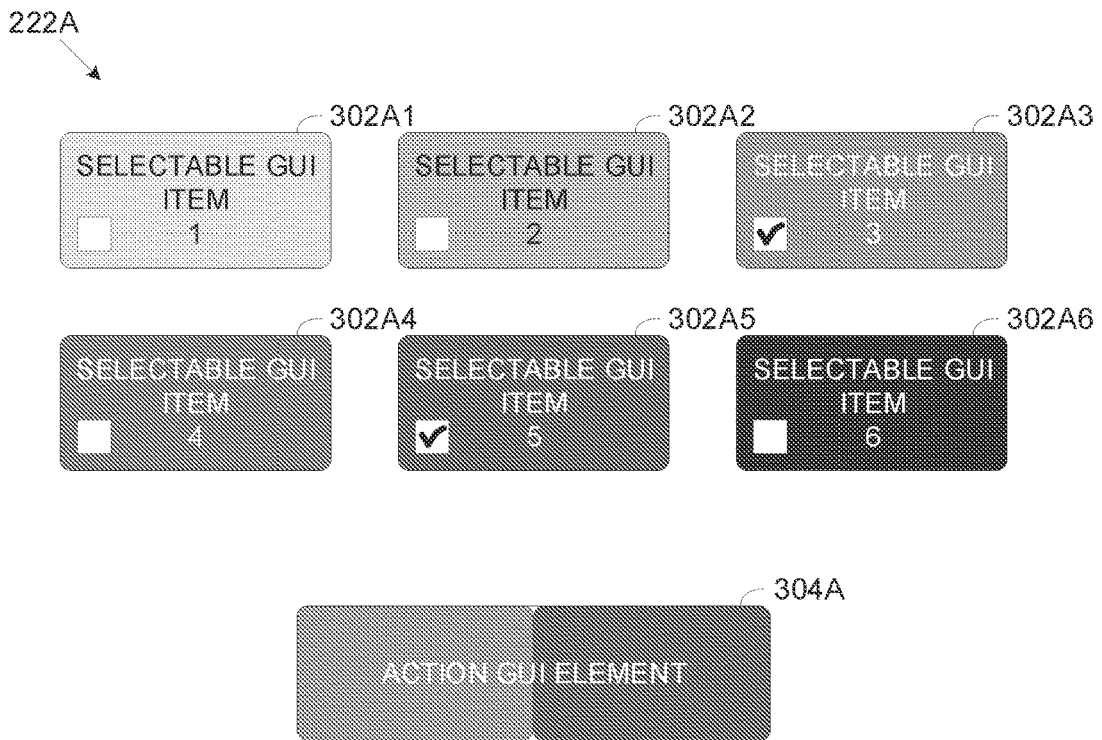 222A
302A1
302A2
302A3
SELECTABLE GUI
ITEM
1
SELECTABLE GUI
ITEM
2
SELECTABLE GUI
ITEM
3
302A4
302A5
302A6
SELECTABLE GUI
ITEM
4
SELECTABLE GUI
ITEM
5
SELECTABLE GUI
ITEM
6
304A
ACTION GUI ELEMENT